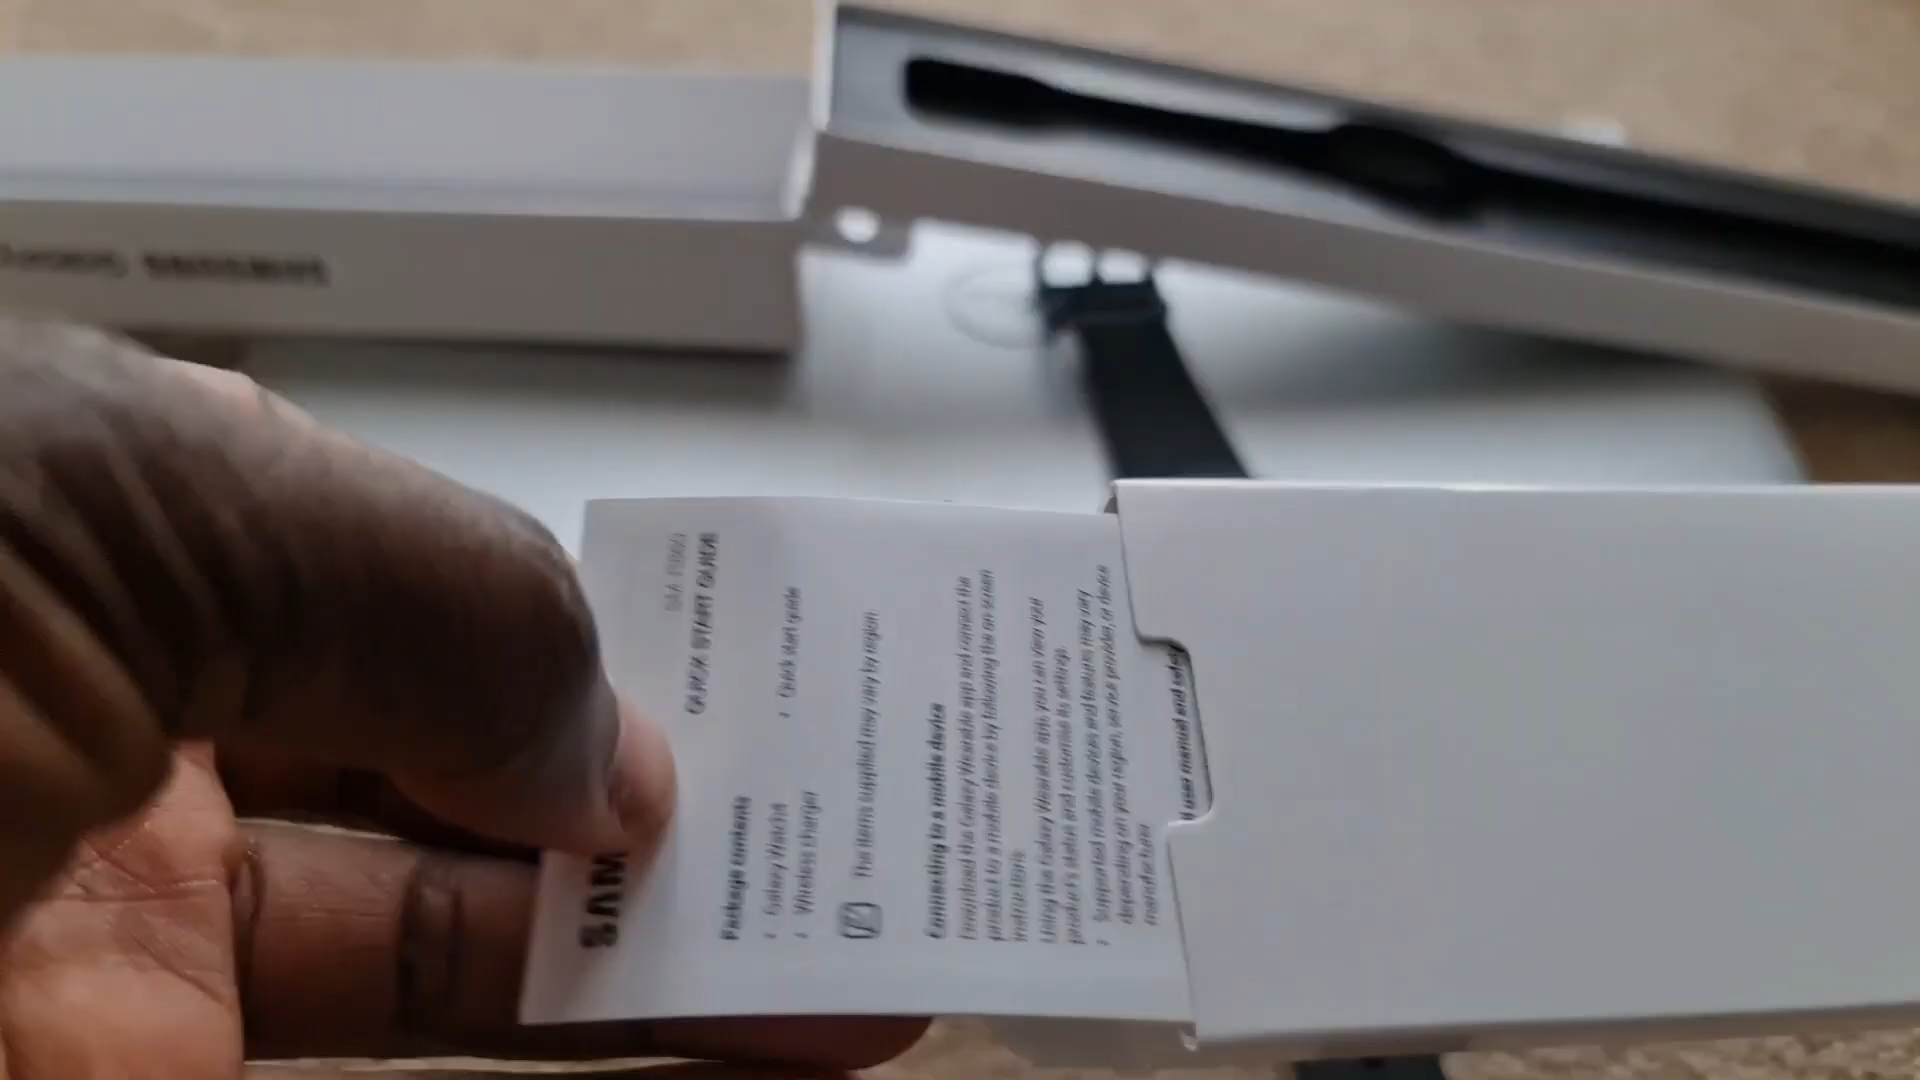 SAMSUNG
SAM
QUICK START GUIDE
Package contents
• Galaxy Watch4
• Wireless charger
• Quick start guide
The items supplied may vary by region.
Connecting to a mobile device
Download the Galaxy Wearable app and connect the
product to a mobile device by following the on-screen
instructions.
Using the Galaxy Wearable app, you can view your
product's status and customise its settings.
• Supported mobile devices and features may vary
depending on your region, service provider, or device
manufacturer.
user manual and safety